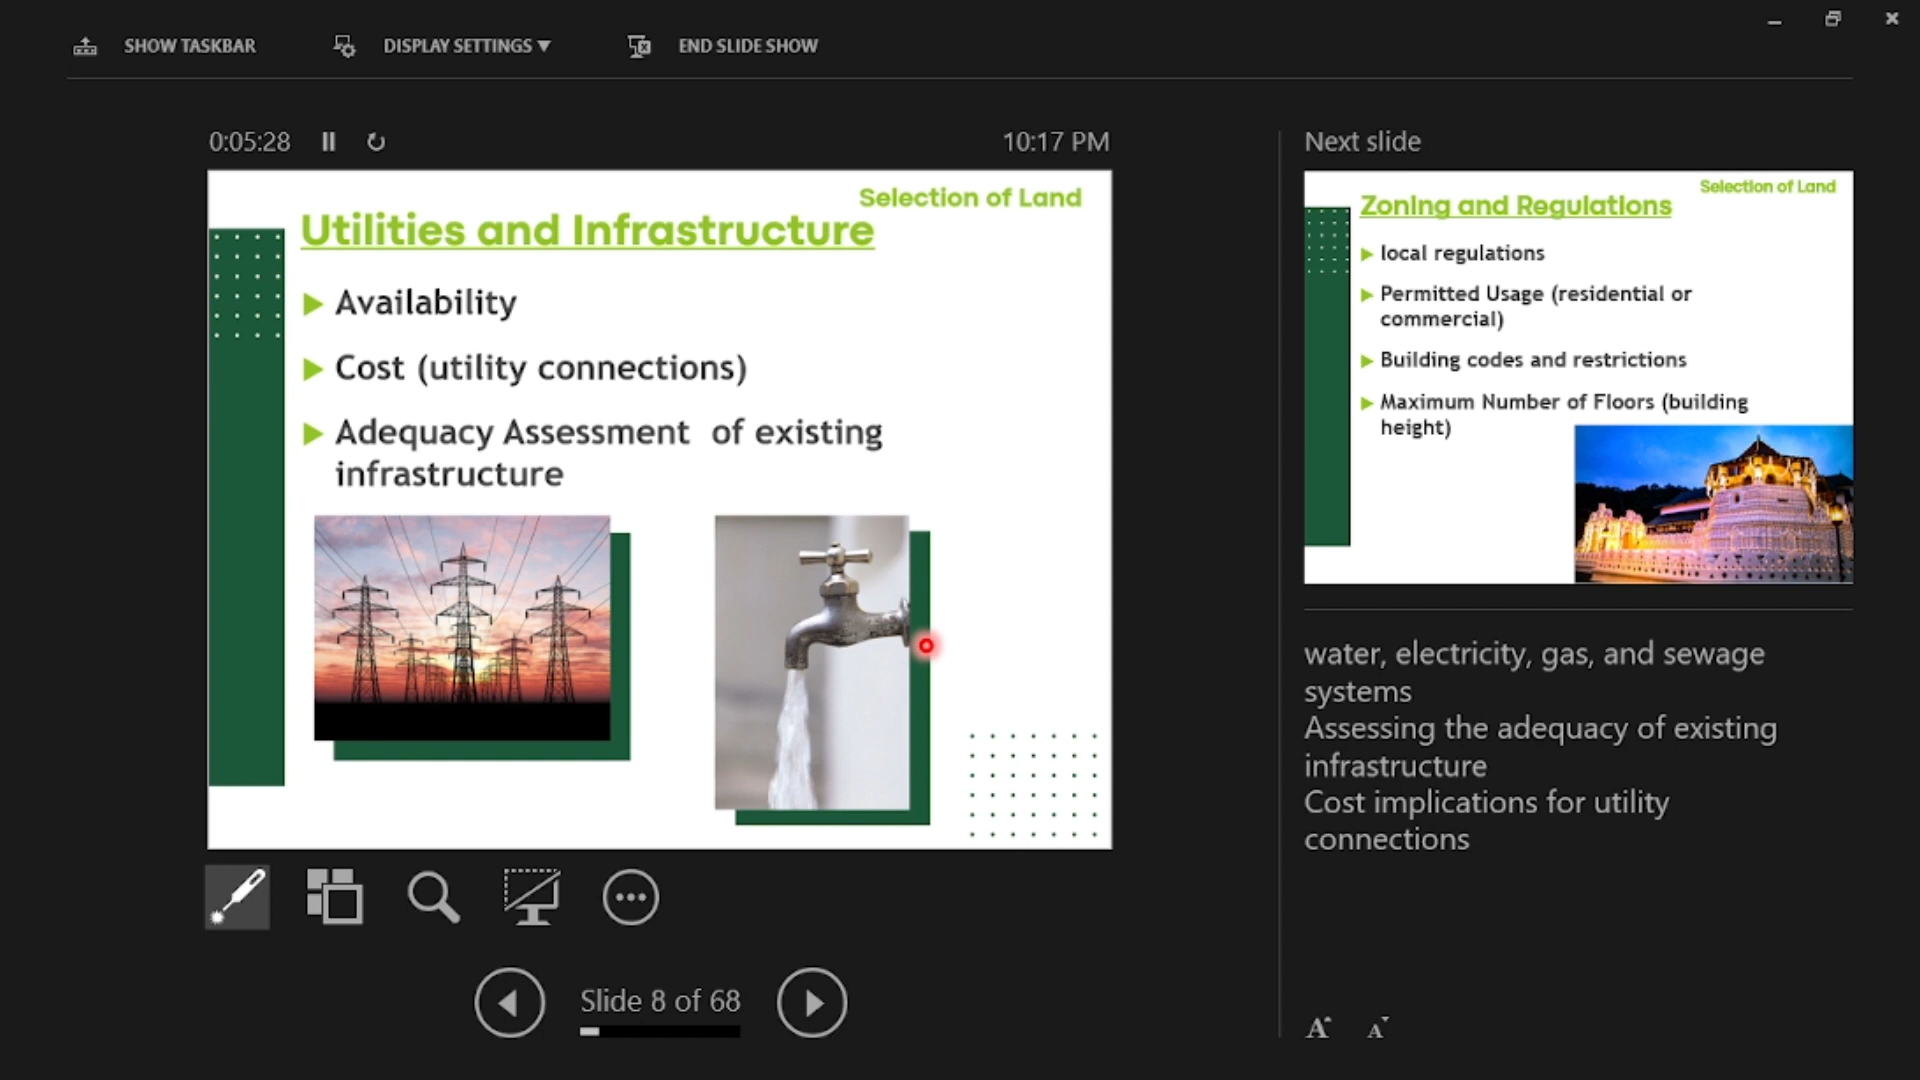 SHOW TASKBAR
DISPLAY SETTINGS ▼
END SLIDE SHOW
0:05:28
10:17 PM
Selection of Land
Utilities and Infrastructure
Availability
Cost (utility connections)
Adequacy Assessment of existing
infrastructure
Slide 8 of 68
Next slide
Selection of Land
Zoning and Regulations
local regulations
Permitted Usage (residential or
commercial)
Building codes and restrictions
Maximum Number of Floors (building
height)
water, electricity, gas, and sewage
systems
Assessing the adequacy of existing
infrastructure
Cost implications for utility
connections
A A